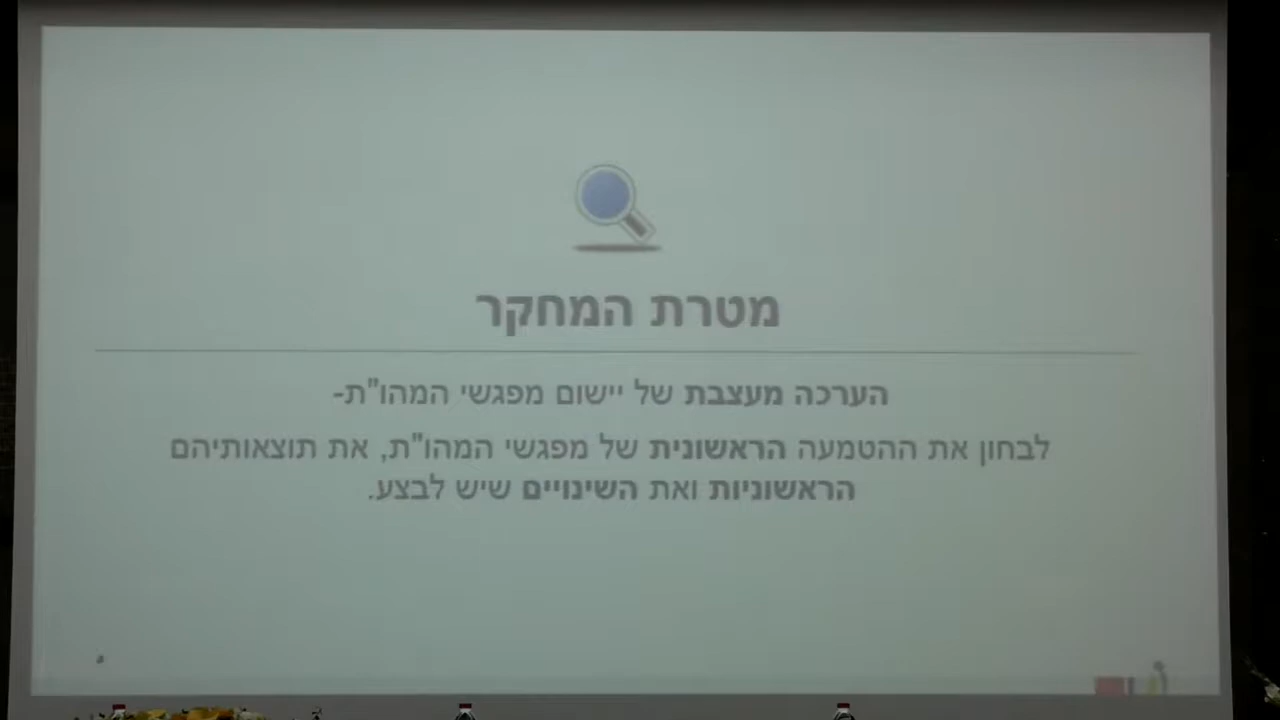 מטרת המחקר
הערכה מעצבת של יישום מפגשי המהו"ת-
לבחון את ההטמעה הראשונית של מפגשי המהו"ת, את תוצאותיהם
הראשוניות ואת השינויים שיש לבצע.